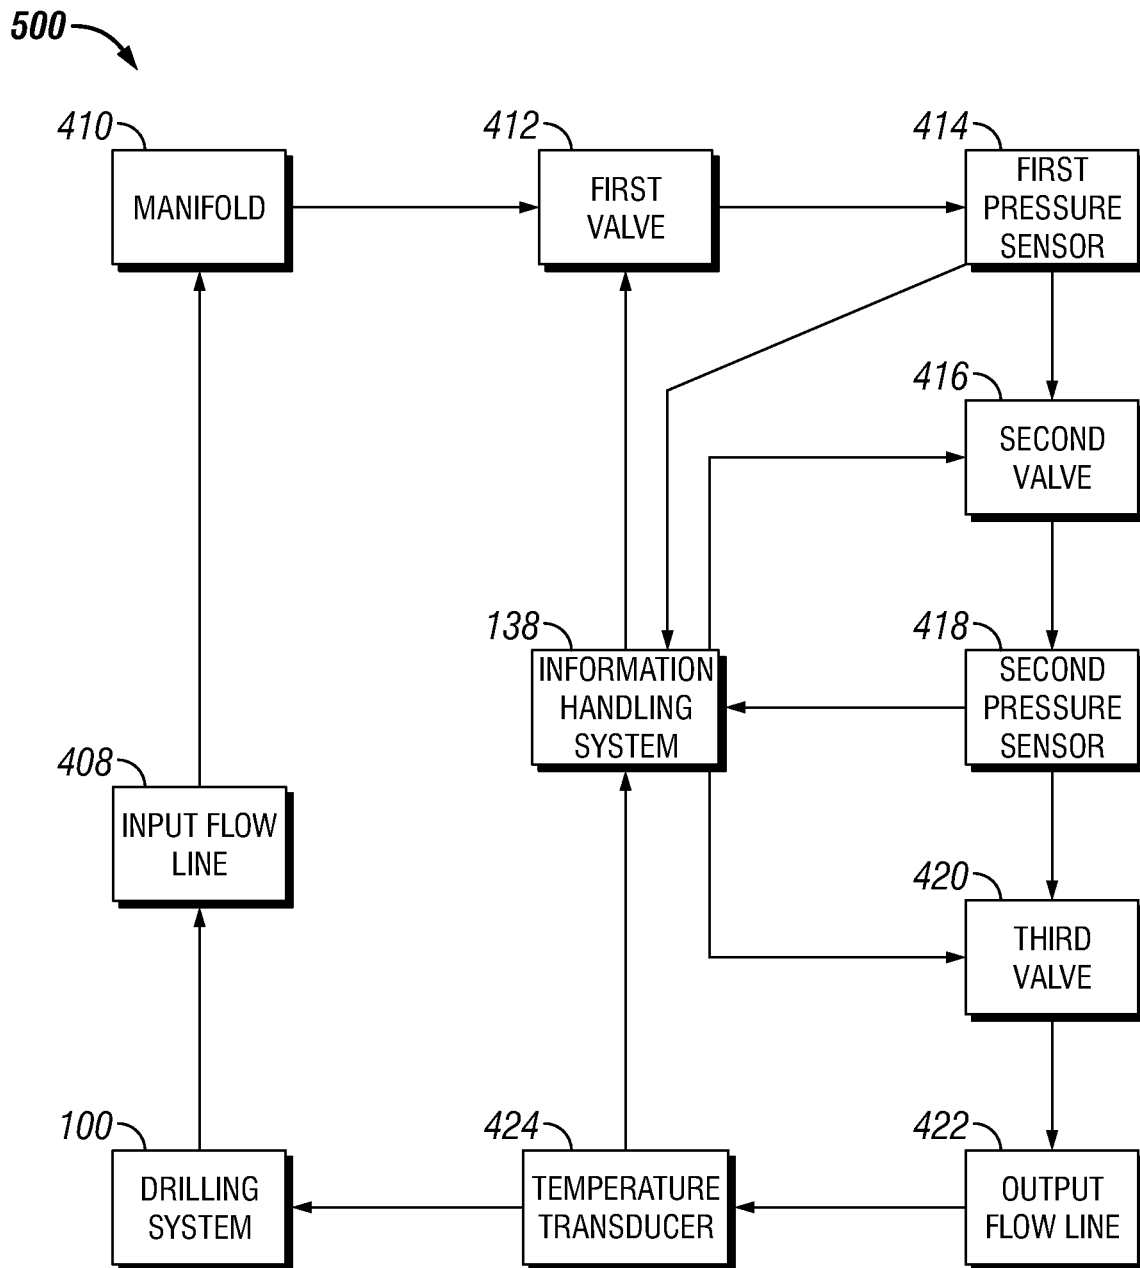 500
410
MANIFOLD
412
FIRST
VALVE
414
FIRST
PRESSURE
SENSOR
416
SECOND
VALVE
138
INFORMATION
HANDLING
SYSTEM
418
SECOND
PRESSURE
SENSOR
408
INPUT FLOW
LINE
420
THIRD
VALVE
100
DRILLING
SYSTEM
424
TEMPERATURE
TRANSDUCER
422
OUTPUT
FLOW LINE